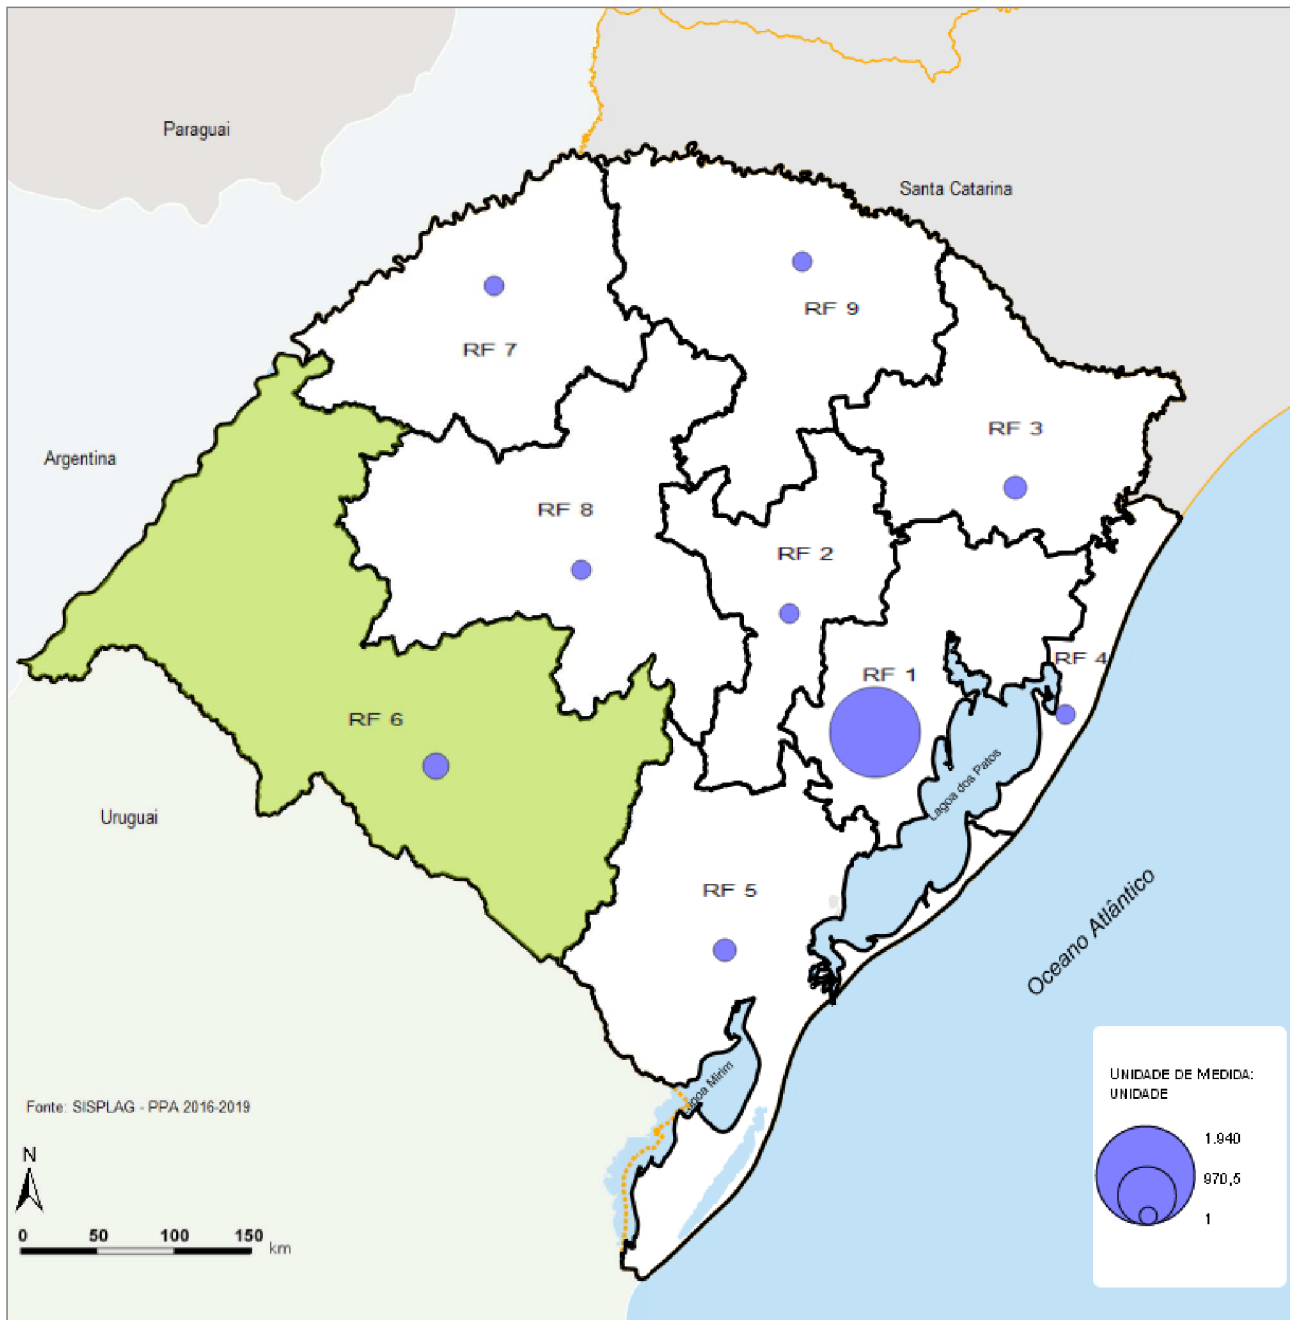 Paraguai
Santa Catarina
RF 9
RF 7
RF 3
Argentina
RF 8
RF 2
RF 4
RF 1
RF 6
Lagoa dos Patos
Uruguai
RF 5
Oceano Atlântico
Lagoa Mirim
UNIDADE DE MEDIDA:
UNIDADE
1.940
970,5
1
Fonte: SISPLAG - PPA 2016-2019
N
0 50 100 150 km